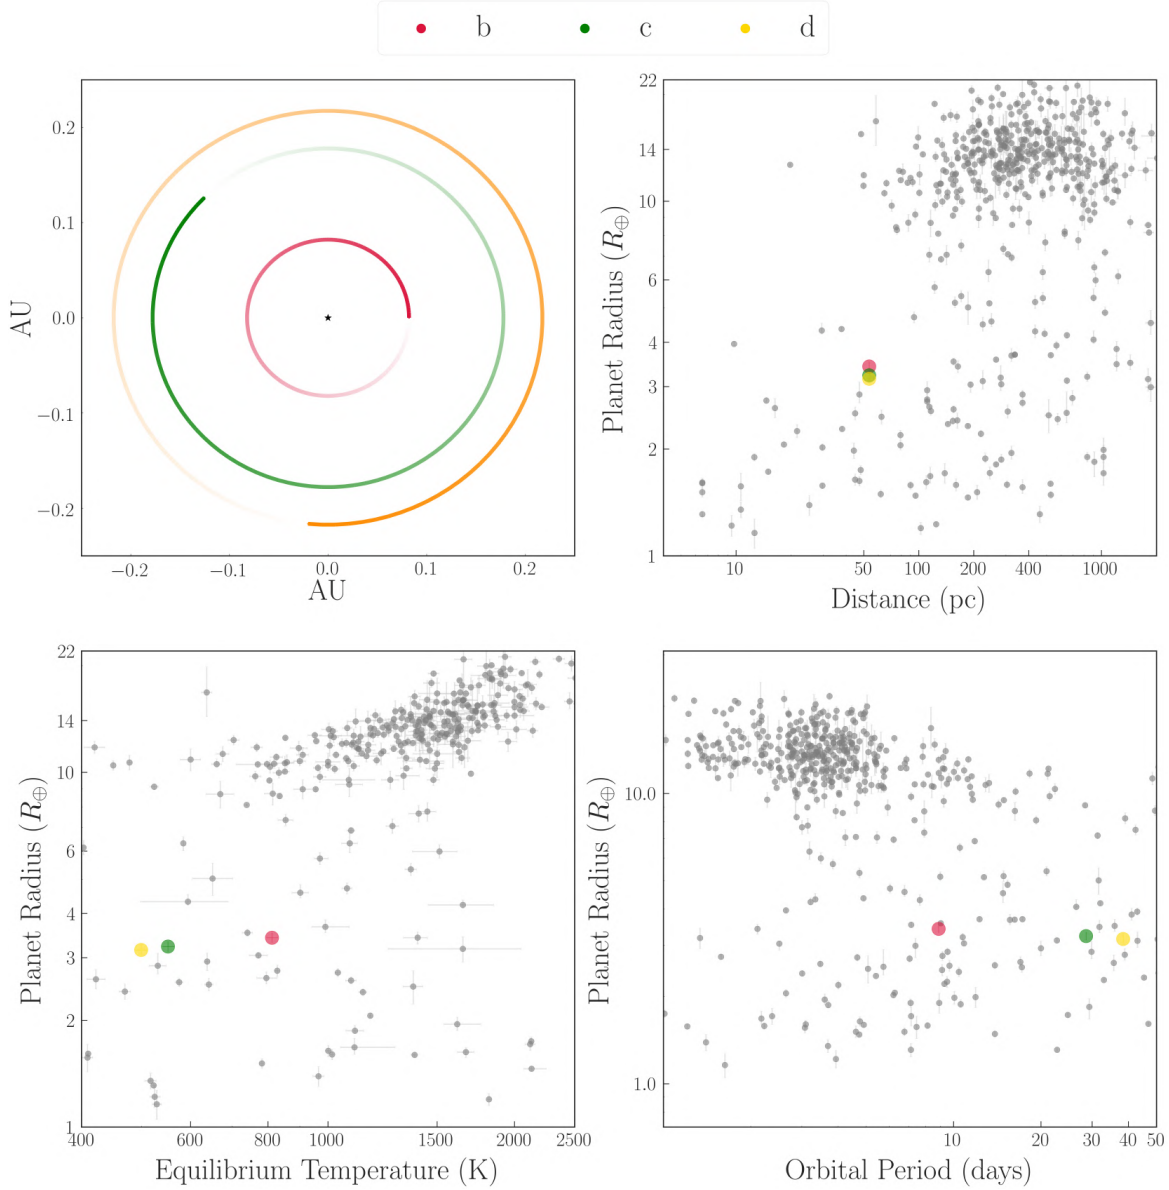 b c d
0.2
0.1
0.0
−0.1
−0.2
AU
−0.2 −0.1 0.0 0.1 0.2
AU
22
14
10
6
4
3
2
1
Planet Radius (R⊕)
10 50 100 200 400 1000
Distance (pc)
22
14
10
6
4
3
2
1
Planet Radius (R⊕)
400 600 800 1000 1500 2000 2500
Equilibrium Temperature (K)
10.0
1.0
Planet Radius (R⊕)
10 20 30 40 50
Orbital Period (days)